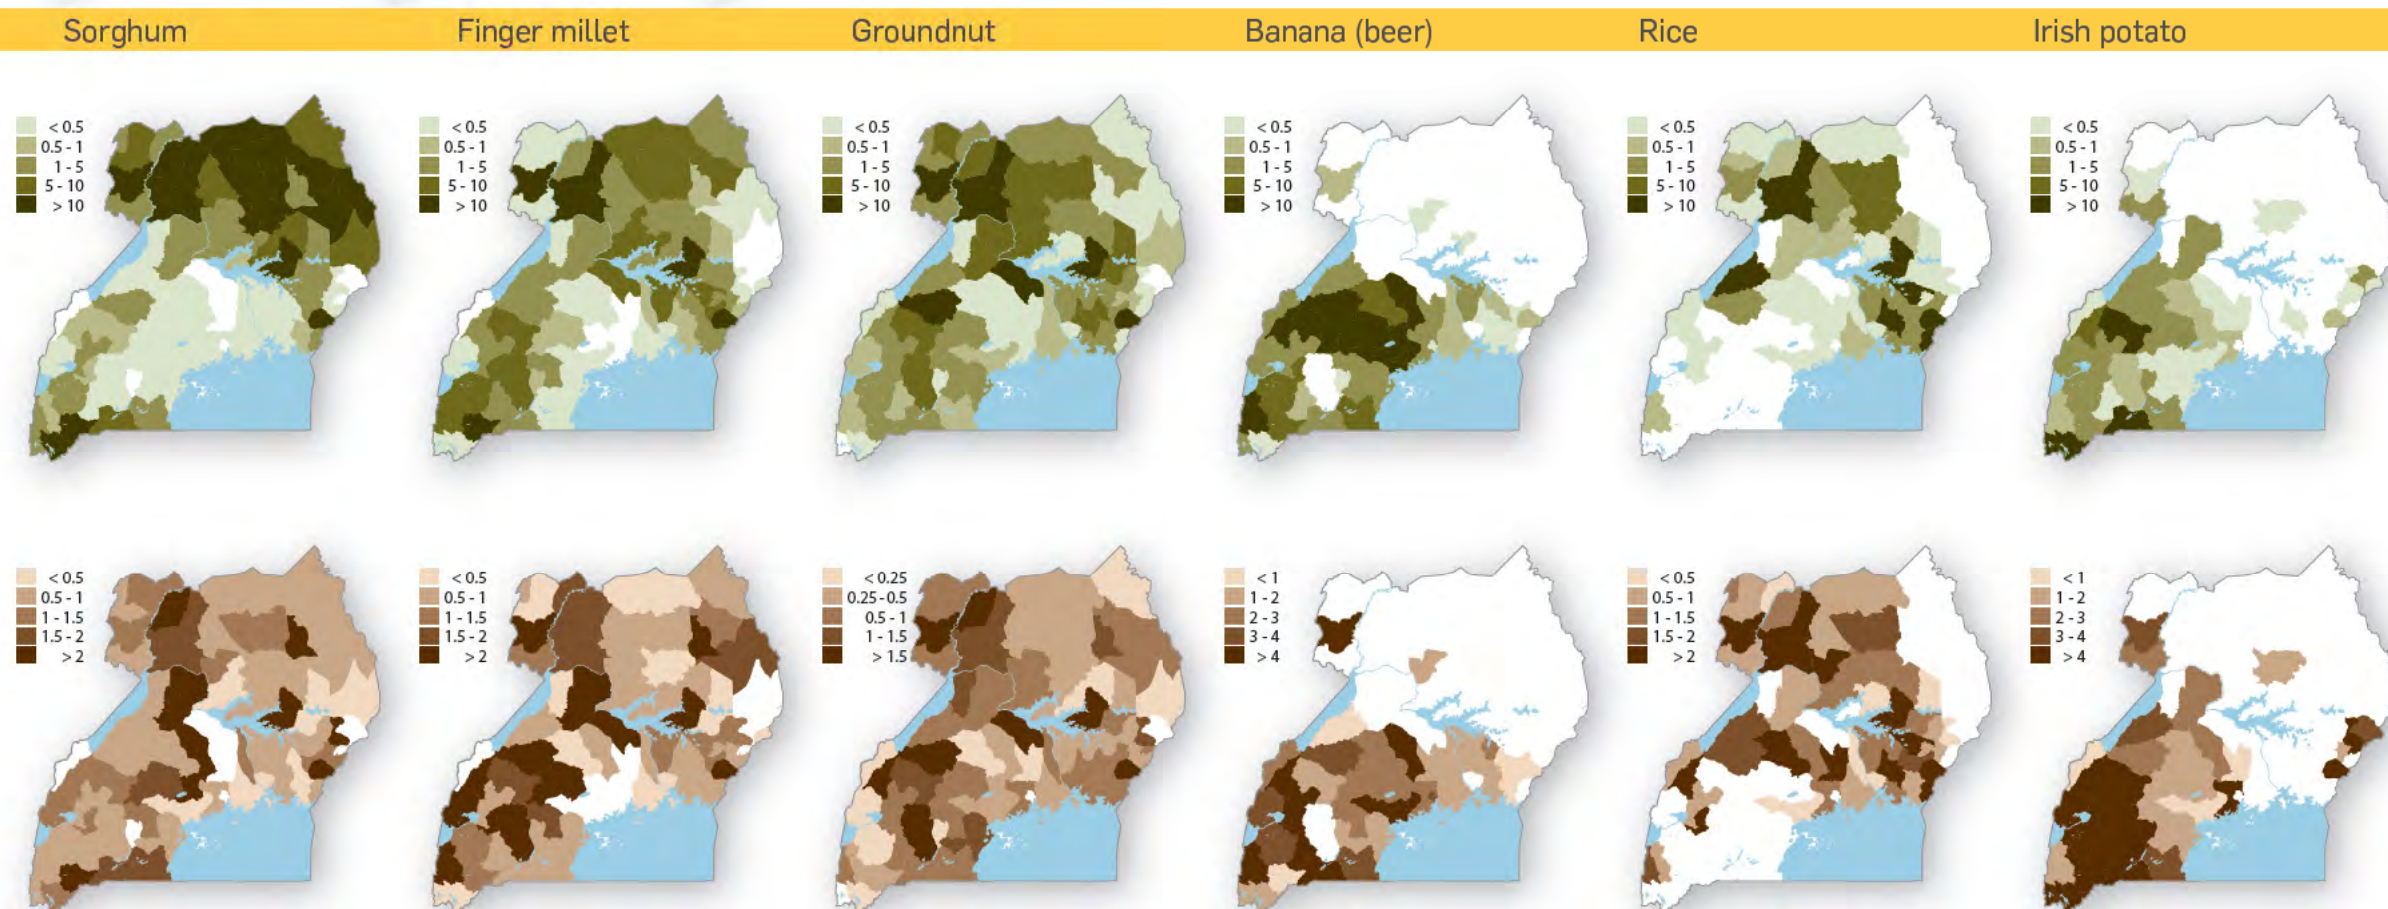 Sorghum
Finger millet
Groundnut
Banana (beer)
Rice
Irish potato
< 0.5
0.5 - 1
1 - 5
5 - 10
> 10
< 0.5
0.5 - 1
1 - 5
5 - 10
> 10
< 0.5
0.5 - 1
1 - 5
5 - 10
> 10
< 0.5
0.5 - 1
1 - 5
5 - 10
> 10
< 0.5
0.5 - 1
1 - 5
5 - 10
> 10
< 0.5
0.5 - 1
1 - 5
5 - 10
> 10
< 0.5
0.5 - 1
1 - 1.5
1.5 - 2
> 2
< 0.5
0.5 - 1
1 - 1.5
1.5 - 2
> 2
< 0.25
0.25 - 0.5
0.5 - 1
1 - 1.5
> 1.5
< 1
1 - 2
2 - 3
3 - 4
> 4
< 0.5
0.5 - 1
1 - 1.5
1.5 - 2
> 2
< 1
1 - 2
2 - 3
3 - 4
> 4